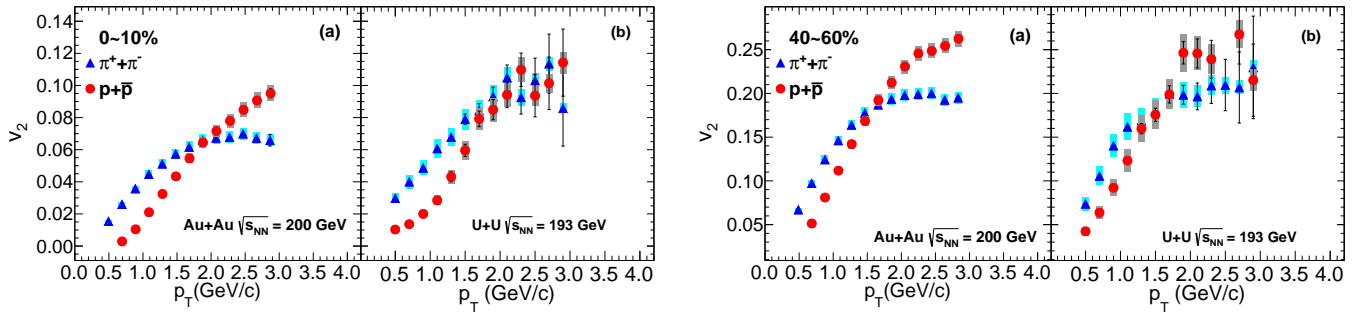 0.14
0.12
0.10
0.08
0.06
0.04
0.02
0.00
v₂
0~10%
(a)
π⁺+π⁻
p+p̅
Au+Au √s_NN = 200 GeV
0.0 0.5 1.0 1.5 2.0 2.5 3.0 3.5 4.0
p_T(GeV/c)
(b)
U+U √s_NN = 193 GeV
0.5 1.0 1.5 2.0 2.5 3.0 3.5 4.0
p_T (GeV/c)
0.25
0.20
0.15
0.10
0.05
v₂
40~60%
(a)
π⁺+π⁻
p+p̅
Au+Au √s_NN = 200 GeV
0.0 0.5 1.0 1.5 2.0 2.5 3.0 3.5 4.0
p_T(GeV/c)
(b)
U+U √s_NN = 193 GeV
0.5 1.0 1.5 2.0 2.5 3.0 3.5 4.0
p_T (GeV/c)